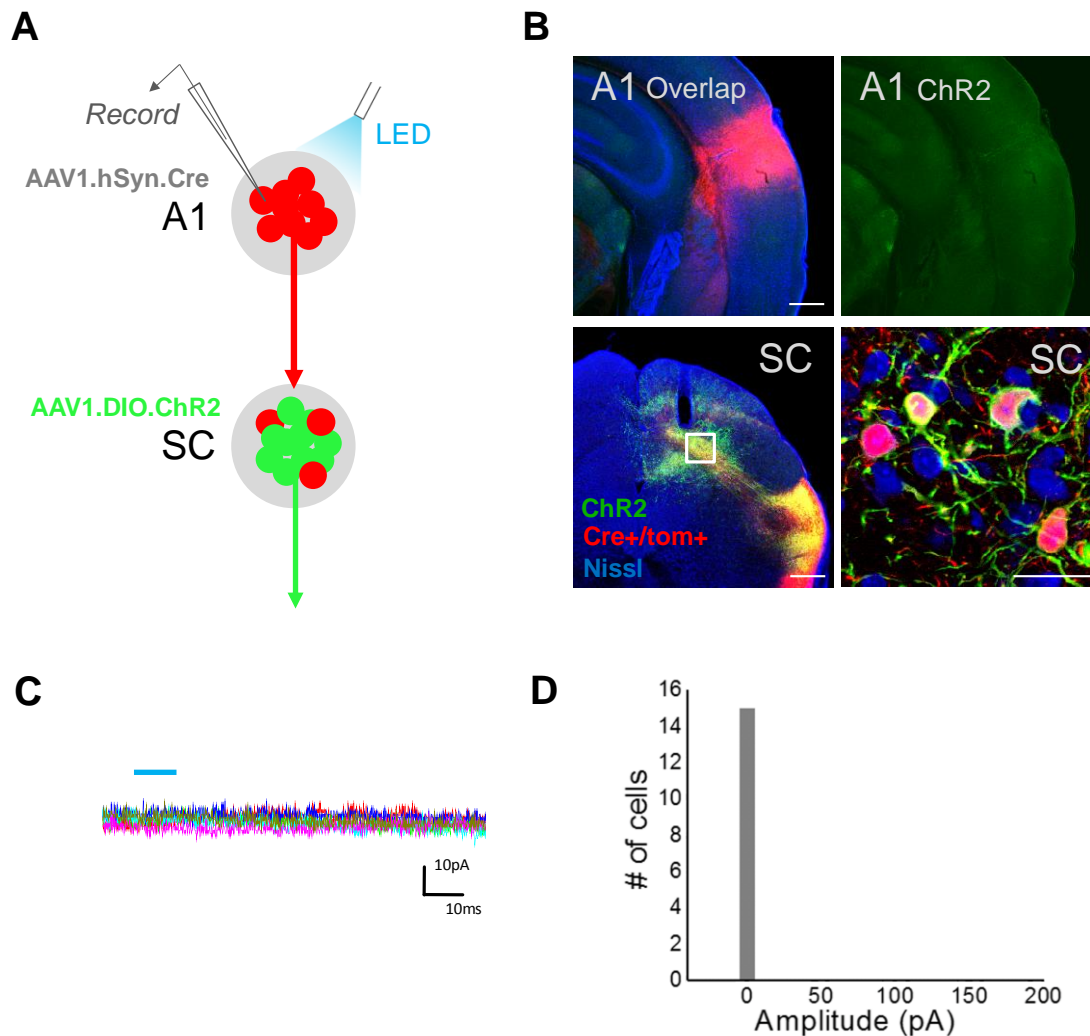 A
Record
LED
AAV1.hSyn.Cre
A1
AAV1.DIO.ChR2
SC
B
A1 Overlap
A1 ChR2
SC
ChR2
Cre+/tom+
Nissl
SC
C
10pA
10ms
D
# of cells
16
14
12
10
8
6
4
2
0
0 50 100 150 200
Amplitude (pA)